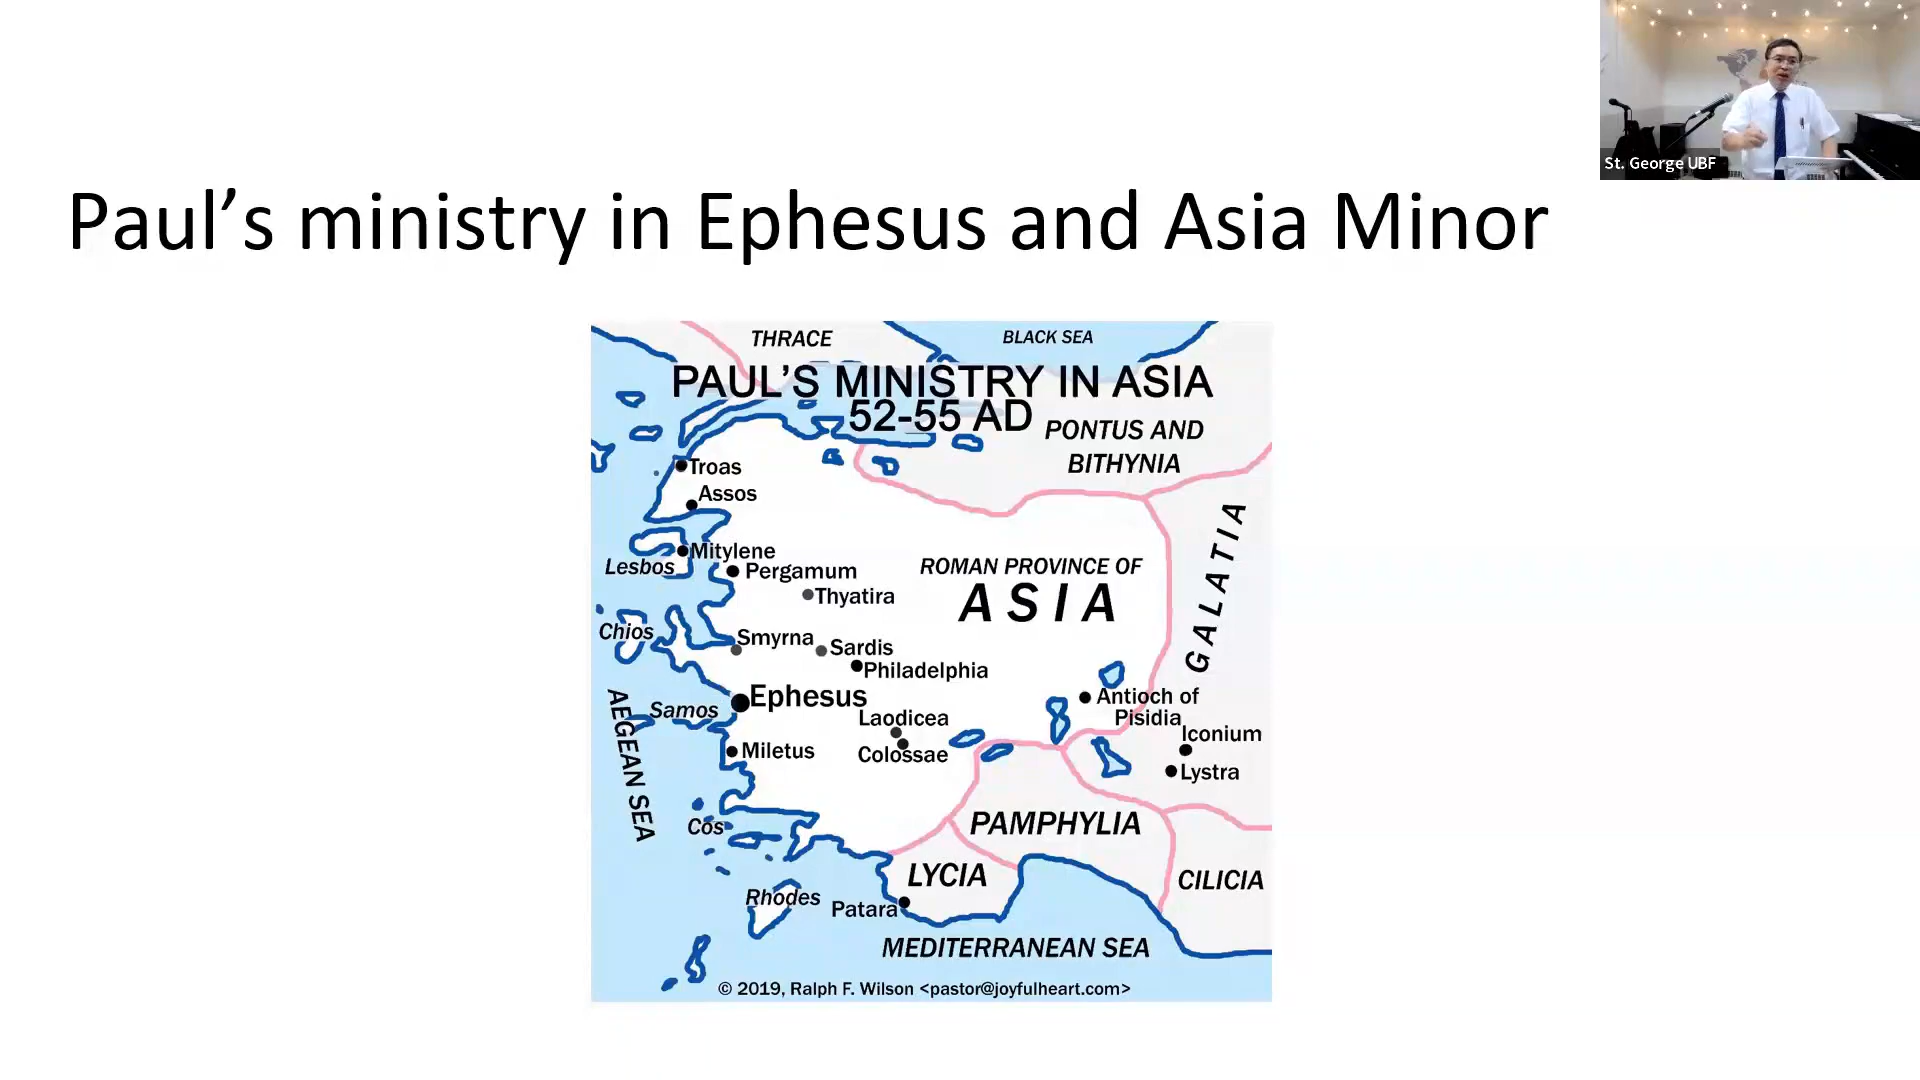 St. George UBF
Paul’s ministry in Ephesus and Asia Minor
THRACE
BLACK SEA
PAUL’S MINISTRY IN ASIA
52-55 AD
PONTUS AND
BITHYNIA
Troas
Assos
GALATIA
Mitylene
Lesbos
Pergamum
ROMAN PROVINCE OF
ASIA
Thyatira
Chios
Smyrna
Sardis
Philadelphia
Ephesus
Samos
AEGEAN SEA
Laodicea
Colossae
Miletus
Antioch of
Pisidia
Iconium
Lystra
Cos
PAMPHYLIA
LYCIA
CILICIA
Rhodes
Patara
MEDITERRANEAN SEA
© 2019, Ralph F. Wilson <pastor@joyfulheart.com>